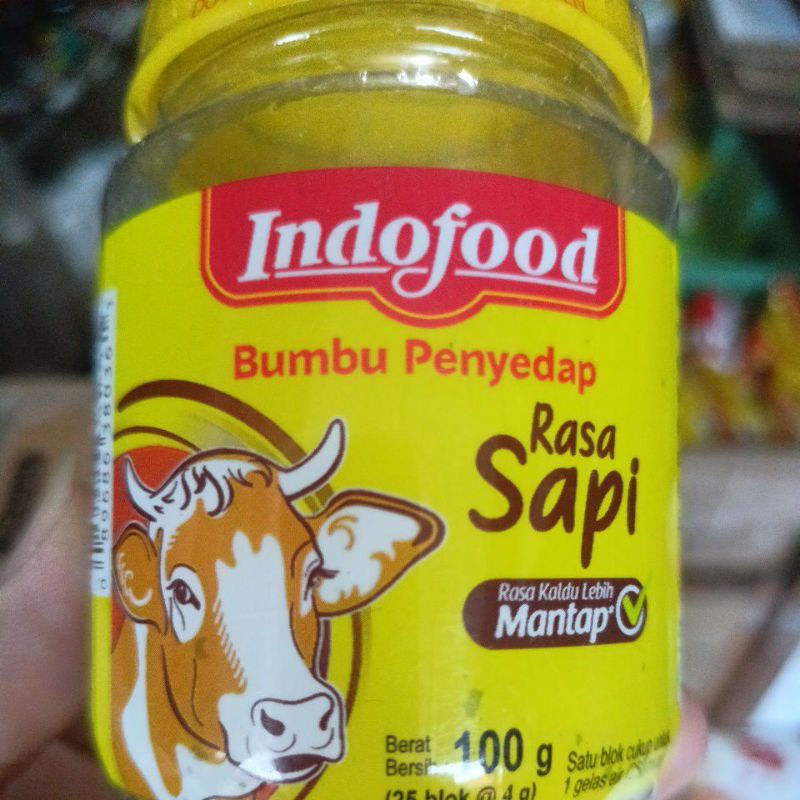 Indofood
Bumbu Penyedap
Rasa
Sapi
Rasa Kaldu Lebih
Mantap*
Berat
Bersih
100 g
(25 blok @ 4 g)
Satu blok cukup
1 gelas air